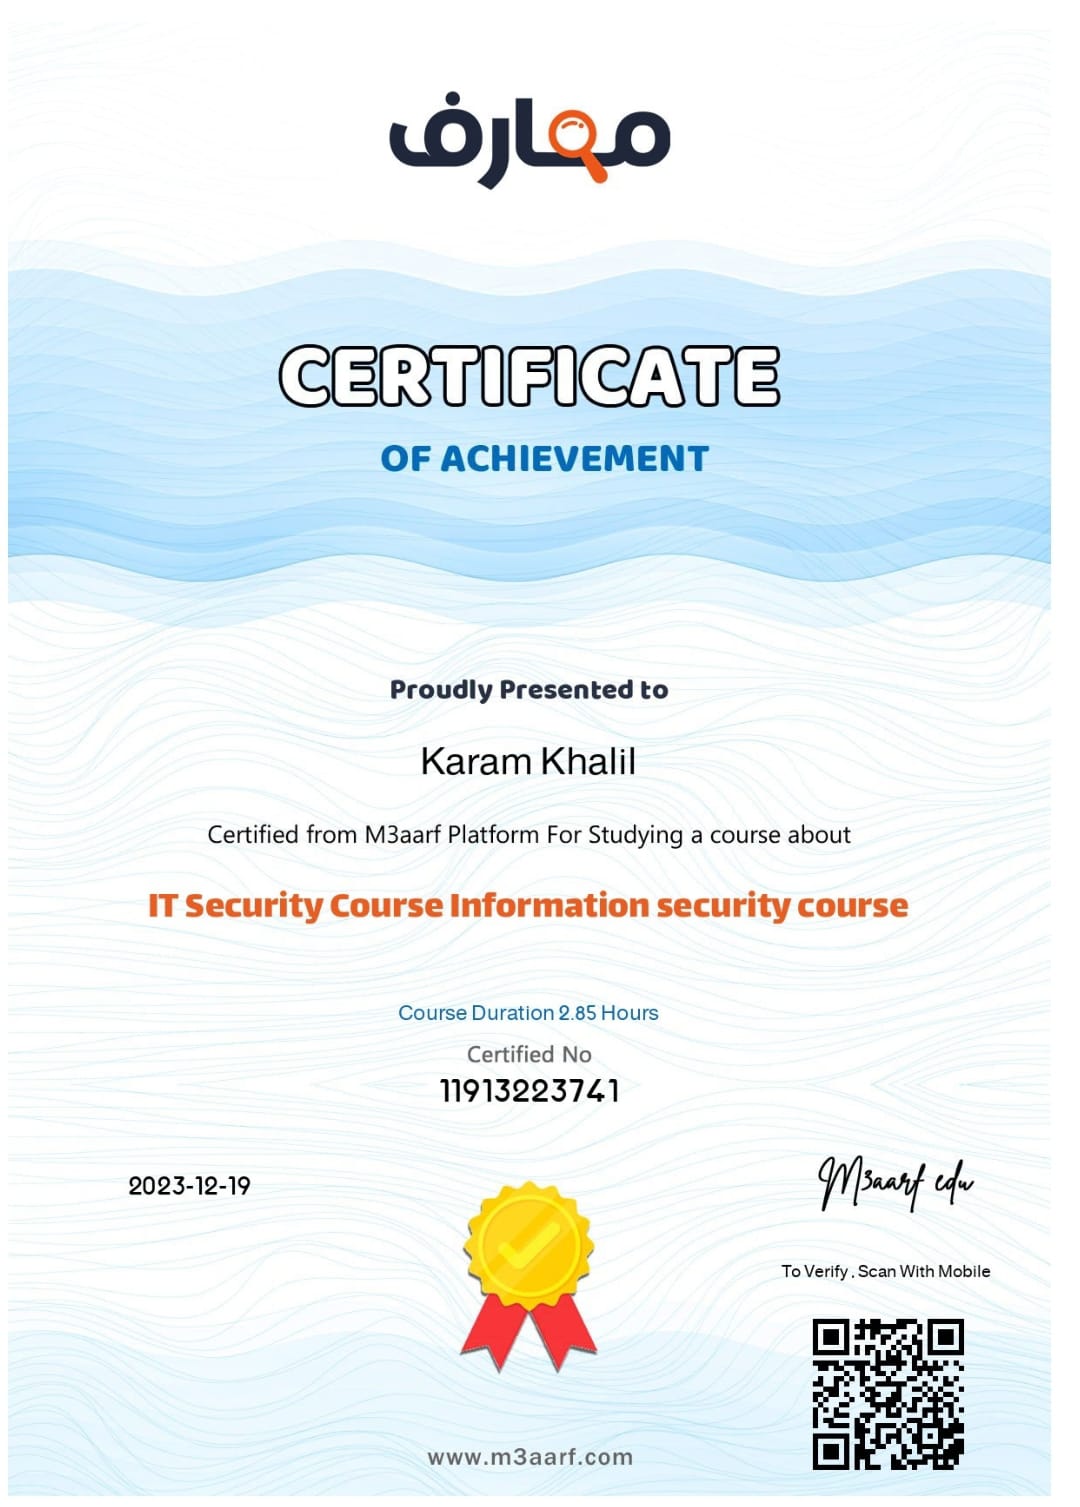 معارف
CERTIFICATE
OF ACHIEVEMENT
Proudly Presented to
Karam Khalil
Certified from M3aarf Platform For Studying a course about
IT Security Course Information security course
Course Duration 2.85 Hours
Certified No
11913223741
2023-12-19
M3aarf edu
To Verify , Scan With Mobile
www.m3aarf.com